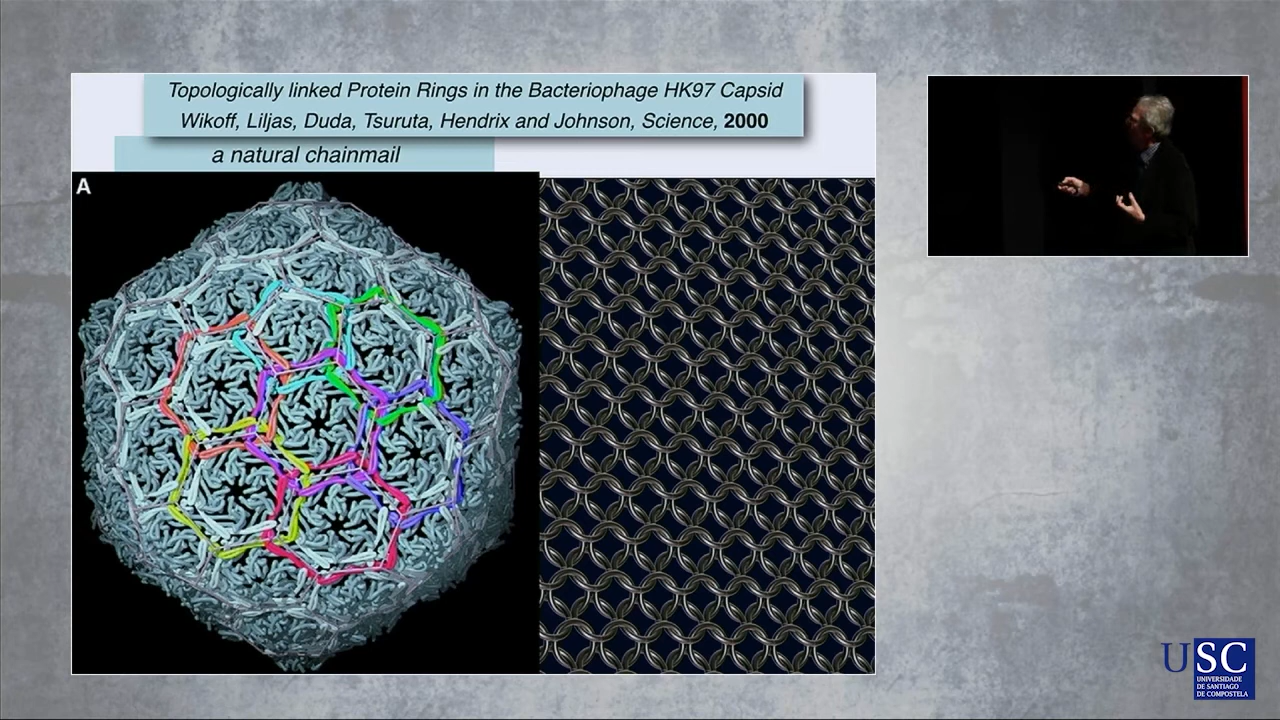 Topologically linked Protein Rings in the Bacteriophage HK97 Capsid
Wikoff, Liljas, Duda, Tsuruta, Hendrix and Johnson, Science, 2000
a natural chainmail
A
USC
UNIVERSIDADE
DE SANTIAGO
DE COMPOSTELA